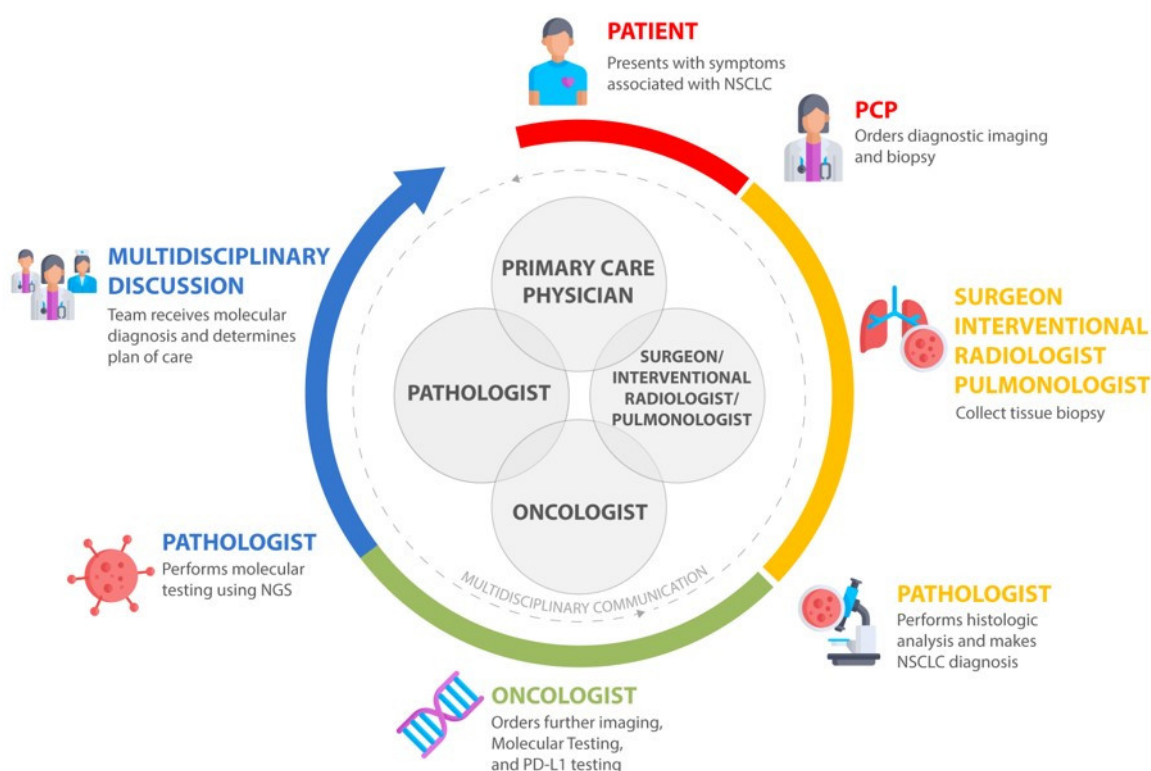 PATIENT
Presents with symptoms
associated with NSCLC
PCP
Orders diagnostic imaging
and biopsy
SURGEON
INTERVENTIONAL
RADIOLOGIST
PULMONOLOGIST
Collect tissue biopsy
PATHOLOGIST
Performs histologic
analysis and makes
NSCLC diagnosis
ONCOLOGIST
Orders further imaging,
Molecular Testing,
and PD-L1 testing
PATHOLOGIST
Performs molecular
testing using NGS
MULTIDISCIPLINARY
DISCUSSION
Team receives molecular
diagnosis and determines
plan of care
PRIMARY CARE
PHYSICIAN
PATHOLOGIST
SURGEON/
INTERVENTIONAL
RADIOLOGIST/
PULMONOLOGIST
ONCOLOGIST
MULTIDISCIPLINARY COMMUNICATION